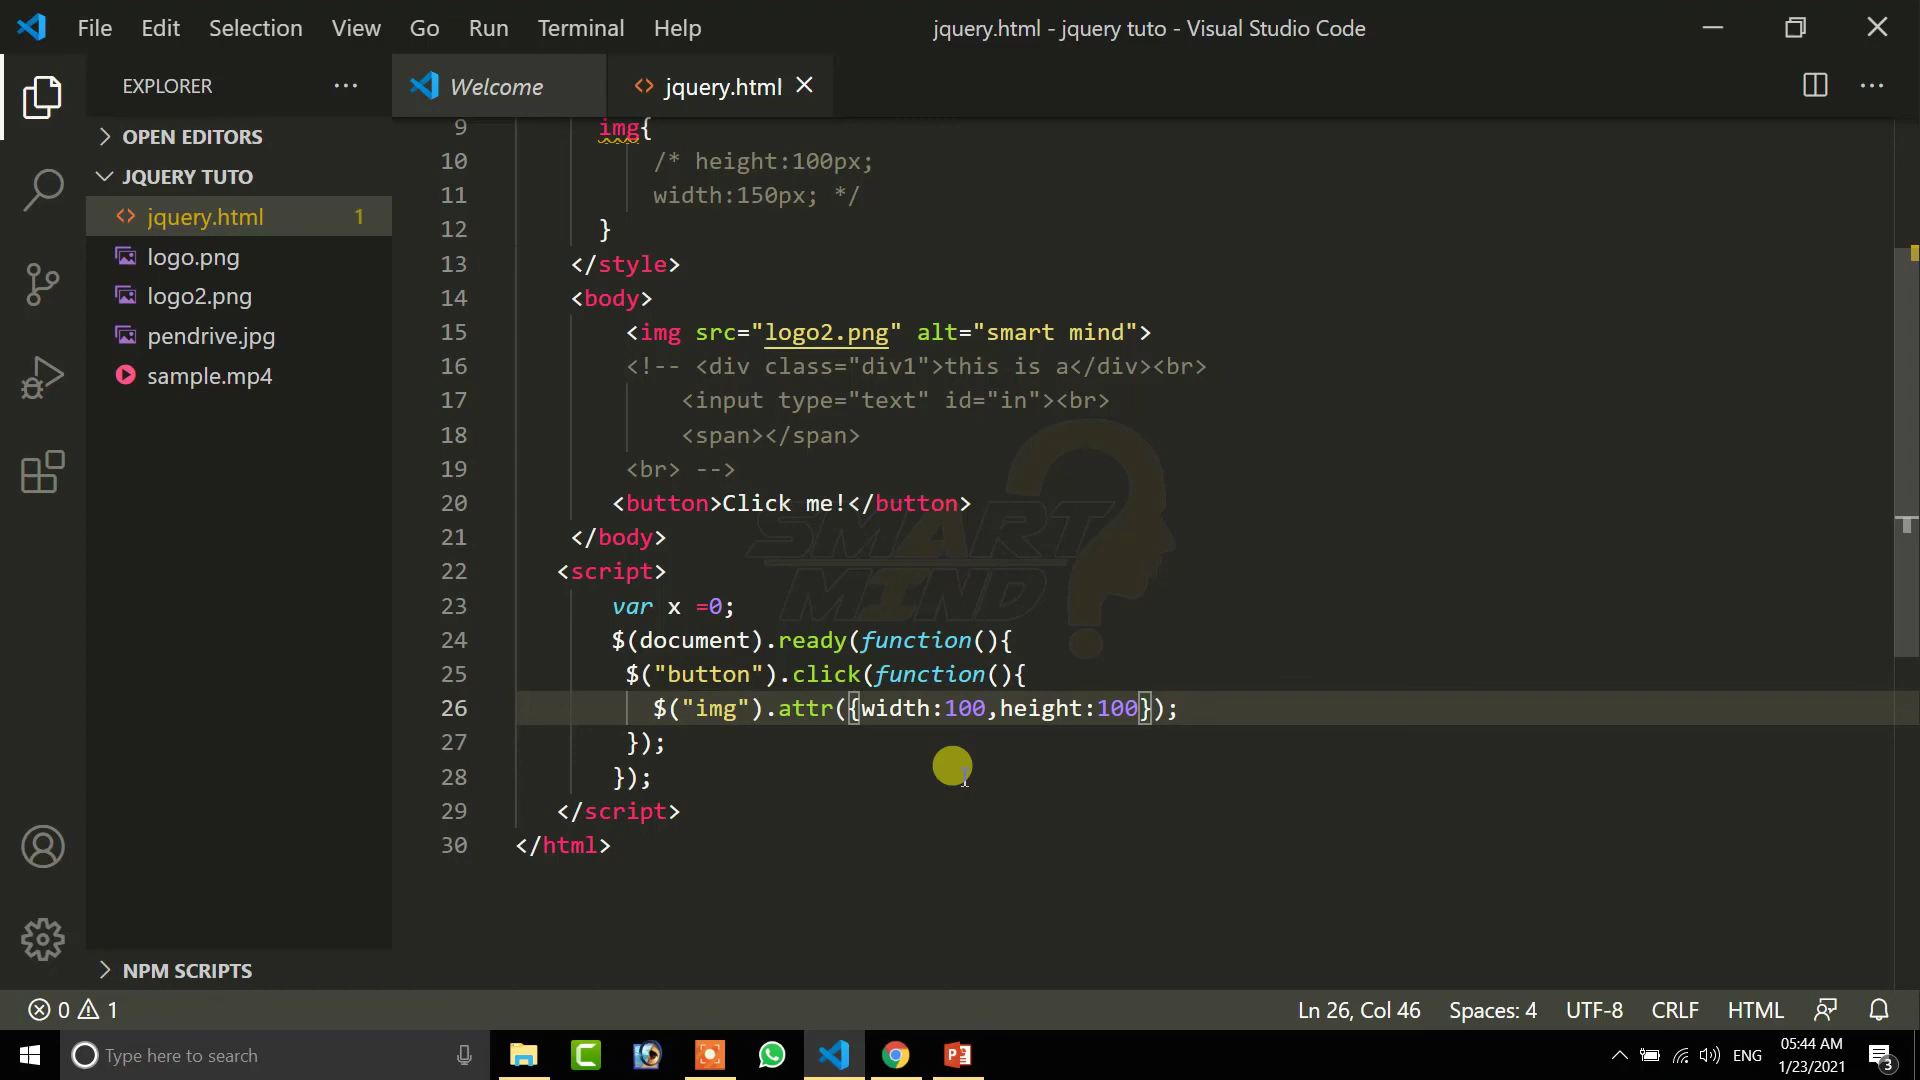 File Edit Selection View Go Run Terminal Help jquery.html - jquery tuto - Visual Studio Code
EXPLORER
Welcome
jquery.html
OPEN EDITORS
JQUERY TUTO
jquery.html 1
logo.png
logo2.png
pendrive.jpg
sample.mp4
NPM SCRIPTS
9 img{
10 /* height:100px;
11 width:150px; */
12 }
13 </style>
14 <body>
15 <img src="logo2.png" alt="smart mind">
16 <!-- <div class="div1">this is a</div><br>
17 <input type="text" id="in"><br>
18 <span></span>
19 <br> -->
20 <button>Click me!</button>
21 </body>
22 <script>
23 var x =0;
24 $(document).ready(function(){
25 $("button").click(function(){
26 $("img").attr({width:100,height:100});
27 });
28 });
29 </script>
30 </html>
SMART
MIND
0 1 Ln 26, Col 46 Spaces: 4 UTF-8 CRLF HTML
Type here to search
ENG
05:44 AM
1/23/2021
3